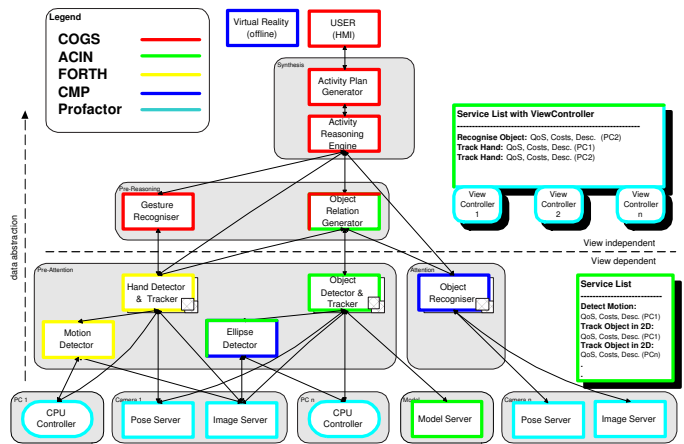 Legend
COGS
ACIN
FORTH
CMP
Profactor
Virtual Reality
(offline)
USER
(HMI)
Synthesis
Activity Plan
Generator
Activity
Reasoning
Engine
Service List with ViewController
--------------------------------------------------------
Recognise Object: QoS, Costs, Desc. (PC2)
Track Hand: QoS, Costs, Desc. (PC1)
Track Hand: QoS, Costs, Desc. (PC2)
View
Controller
1
View
Controller
2
View
Controller
n
Pre-Reasoning
Gesture
Recogniser
Object
Relation
Generator
data abstraction
View independent
View dependent
Pre-Attention
Hand Detector
& Tracker
Object
Detector &
Tracker
Attention
Object
Recogniser
Motion
Detector
Ellipse
Detector
Service List
------------------------
Detect Motion:
QoS, Costs, Desc. (PC1)
Track Object in 2D:
QoS, Costs, Desc. (PC1)
Track Object in 2D:
QoS, Costs, Desc. (PCn)
.
.
PC 1
CPU
Controller
Camera 1
Pose Server
Image Server
PC n
CPU
Controller
Model
Model Server
Camera n
Pose Server
Image Server